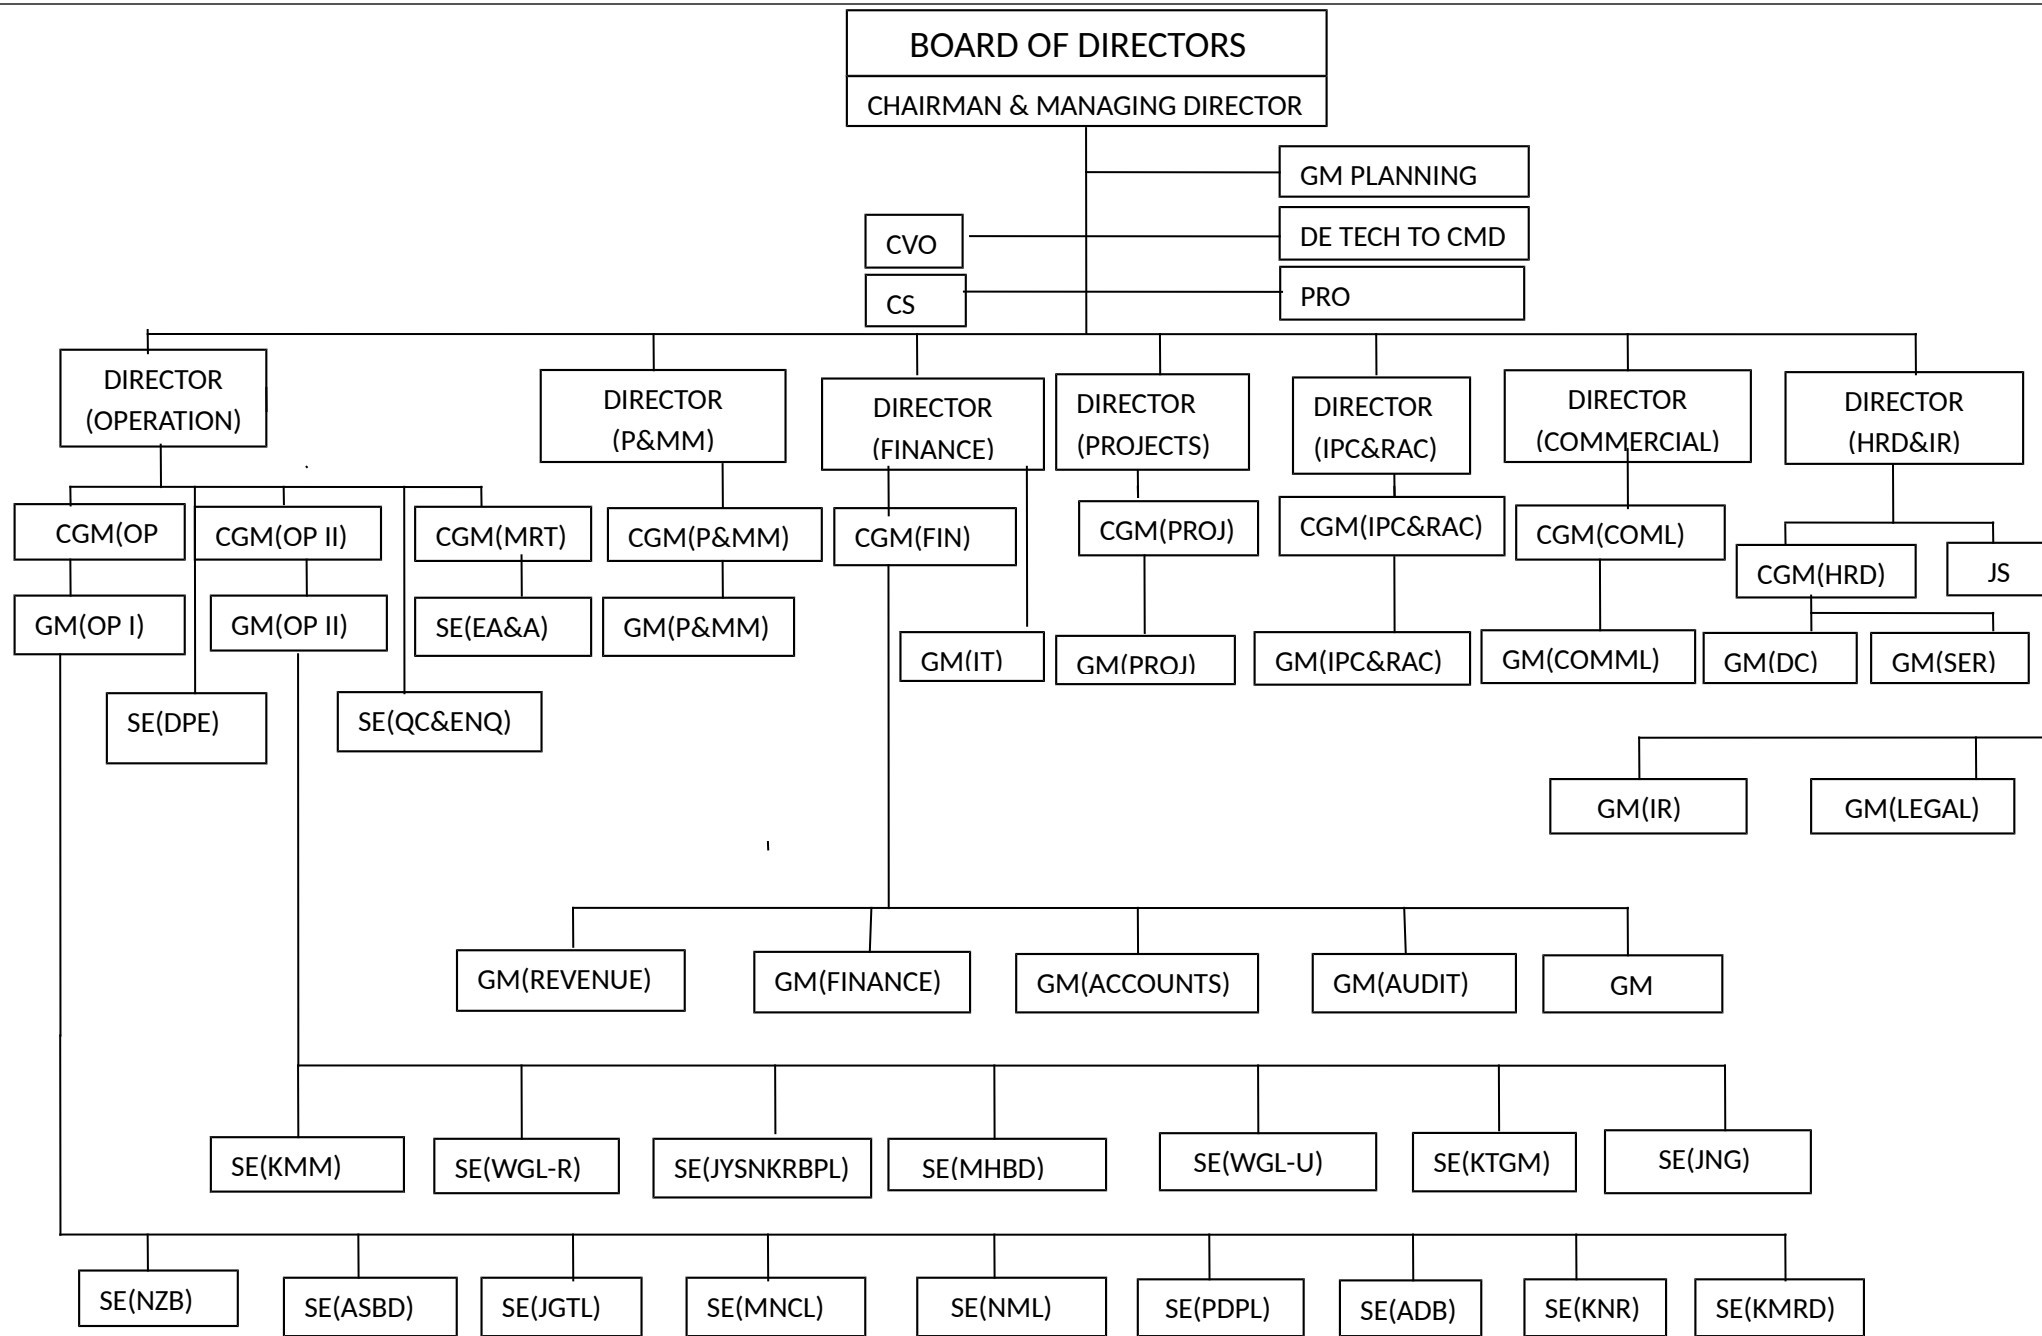 BOARD OF DIRECTORS
CHAIRMAN & MANAGING DIRECTOR
GM PLANNING
CVO
DE TECH TO CMD
CS
PRO
DIRECTOR
(OPERATION)
DIRECTOR
(P&MM)
DIRECTOR
(FINANCE)
DIRECTOR
(PROJECTS)
DIRECTOR
(IPC&RAC)
DIRECTOR
(COMMERCIAL)
DIRECTOR
(HRD&IR)
CGM(OP
CGM(OP II)
CGM(MRT)
CGM(P&MM)
CGM(FIN)
CGM(PROJ)
CGM(IPC&RAC)
CGM(COML)
CGM(HRD)
JS
GM(OP I)
GM(OP II)
SE(EA&A)
GM(P&MM)
GM(IT)
GM(PROJ)
GM(IPC&RAC)
GM(COMML)
GM(DC)
GM(SER)
SE(DPE)
SE(QC&ENQ)
GM(IR)
GM(LEGAL)
GM(REVENUE)
GM(FINANCE)
GM(ACCOUNTS)
GM(AUDIT)
GM
SE(KMM)
SE(WGL-R)
SE(JYSNKRBPL)
SE(MHBD)
SE(WGL-U)
SE(KTGM)
SE(JNG)
SE(NZB)
SE(ASBD)
SE(JGTL)
SE(MNCL)
SE(NML)
SE(PDPL)
SE(ADB)
SE(KNR)
SE(KMRD)